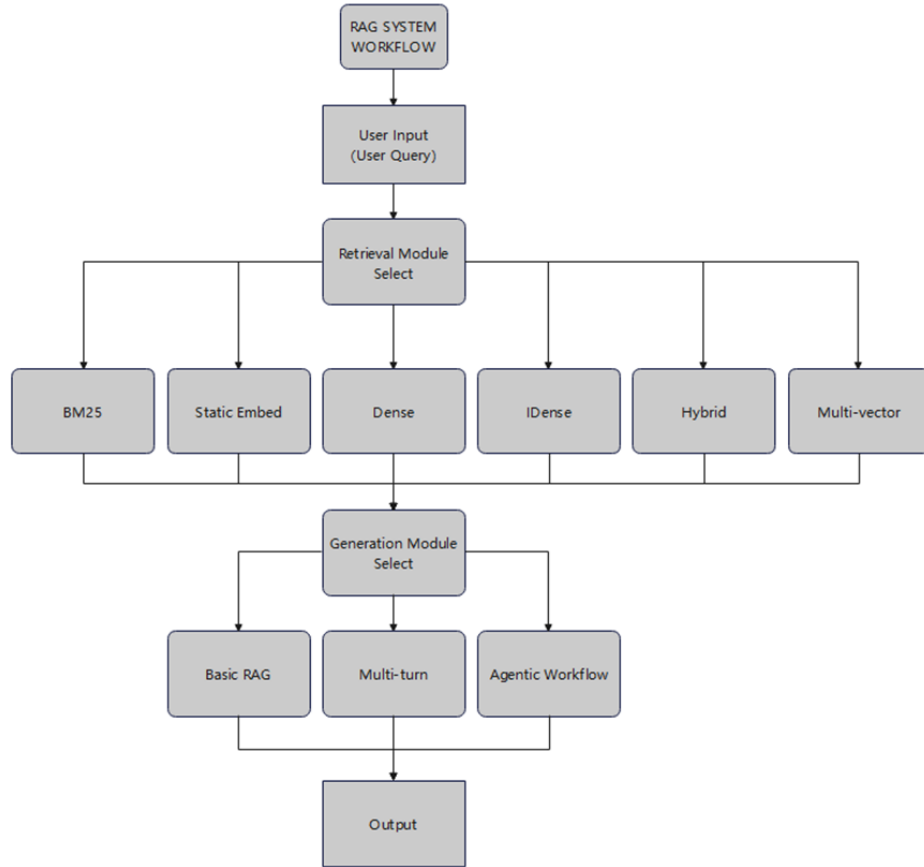 RAG SYSTEM
WORKFLOW
User Input
(User Query)
Retrieval Module
Select
BM25
Static Embed
Dense
IDense
Hybrid
Multi-vector
Generation Module
Select
Basic RAG
Multi-turn
Agentic Workflow
Output